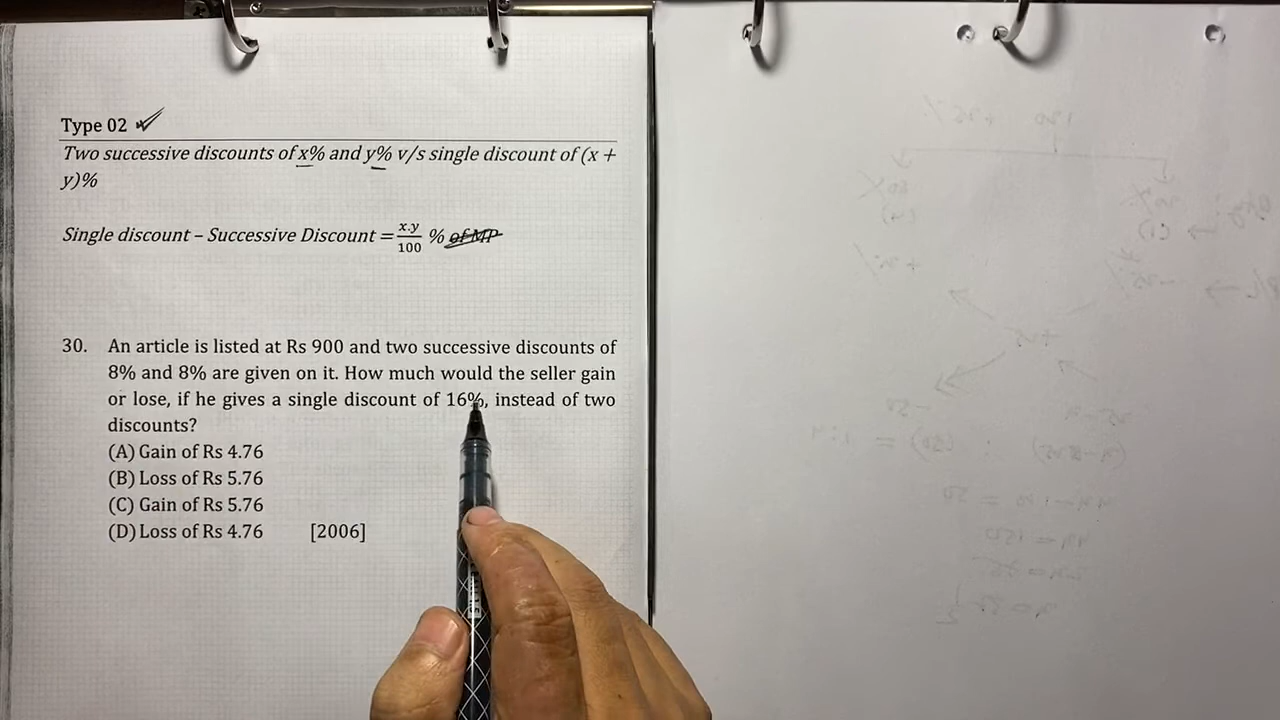 Type 02
Two successive discounts of x% and y% v/s single discount of (x +
y)%
Single discount – Successive Discount = x.y/100 % of MP
30. An article is listed at Rs 900 and two successive discounts of
8% and 8% are given on it. How much would the seller gain
or lose, if he gives a single discount of 16%, instead of two
discounts?
(A) Gain of Rs 4.76
(B) Loss of Rs 5.76
(C) Gain of Rs 5.76
(D) Loss of Rs 4.76 [2006]